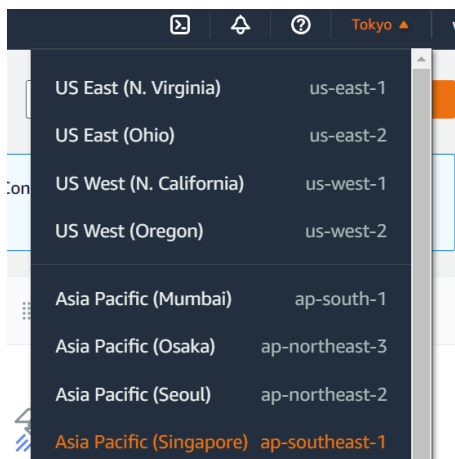 Tokyo ▲
US East (N. Virginia) us-east-1
US East (Ohio) us-east-2
Con
US West (N. California) us-west-1
US West (Oregon) us-west-2
Asia Pacific (Mumbai) ap-south-1
Asia Pacific (Osaka) ap-northeast-3
Asia Pacific (Seoul) ap-northeast-2
Asia Pacific (Singapore) ap-southeast-1